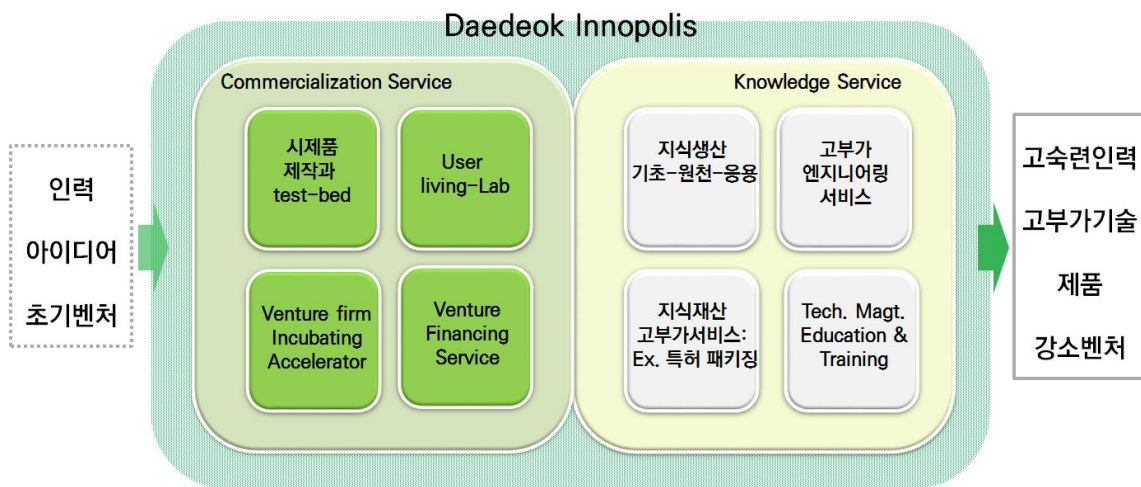 Daedeok Innopolis
Commercialization Service
Knowledge Service
인력
아이디어
초기벤처
시제품
제작과
test-bed
User
living-Lab
Venture firm
Incubating
Accelerator
Venture
Financing
Service
지식생산
기초-원천-응용
고부가
엔지니어링
서비스
지식재산
고부가서비스:
Ex. 특허 패키징
Tech. Magt.
Education &
Training
고숙련인력
고부가기술
제품
강소벤처